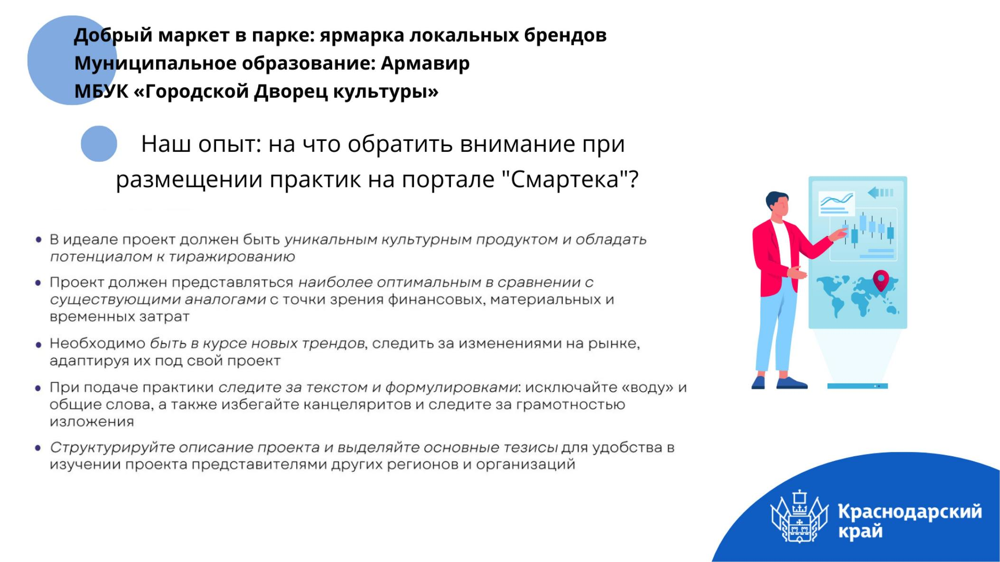 Добрый маркет в парке: ярмарка локальных брендов
Муниципальное образование: Армавир
МБУК «Городской Дворец культуры»
Наш опыт: на что обратить внимание при
размещении практик на портале "Смартека"?
• В идеале проект должен быть уникальным культурным продуктом и обладать
потенциалом к тиражированию
• Проект должен представляться наиболее оптимальным в сравнении с
существующими аналогами с точки зрения финансовых, материальных и
временных затрат
• Необходимо быть в курсе новых трендов, следить за изменениями на рынке,
адаптируя их под свой проект
• При подаче практики следите за текстом и формулировками: исключайте «воду» и
общие слова, а также избегайте канцеляритов и следите за грамотностью
изложения
• Структурируйте описание проекта и выделяйте основные тезисы для удобства в
изучении проекта представителями других регионов и организаций
Краснодарский
край